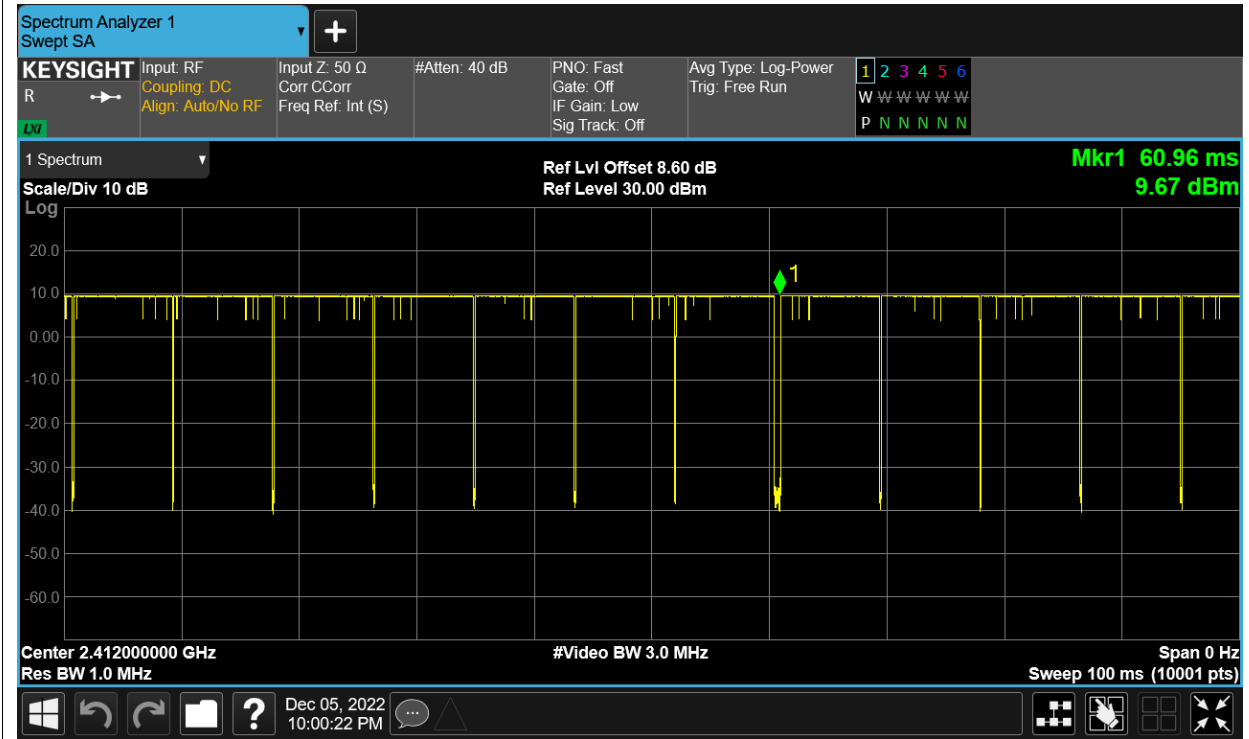 Spectrum Analyzer 1
Swept SA
KEYSIGHT
R
LXI
Input: RF
Coupling: DC
Align: Auto/No RF
Input Z: 50 Ω
Corr CCorr
Freq Ref: Int (S)
#Atten: 40 dB
PNO: Fast
Gate: Off
IF Gain: Low
Sig Track: Off
Avg Type: Log-Power
Trig: Free Run
1 2 3 4 5 6
W W W W W W
P N N N N N
1 Spectrum
Scale/Div 10 dB
Log
Ref Lvl Offset 8.60 dB
Ref Level 30.00 dBm
Mkr1 60.96 ms
9.67 dBm
20.0
1
10.0
0.00
-10.0
-20.0
-30.0
-40.0
-50.0
-60.0
Center 2.412000000 GHz
Res BW 1.0 MHz
#Video BW 3.0 MHz
Span 0 Hz
Sweep 100 ms (10001 pts)
?
Dec 05, 2022
10:00:22 PM